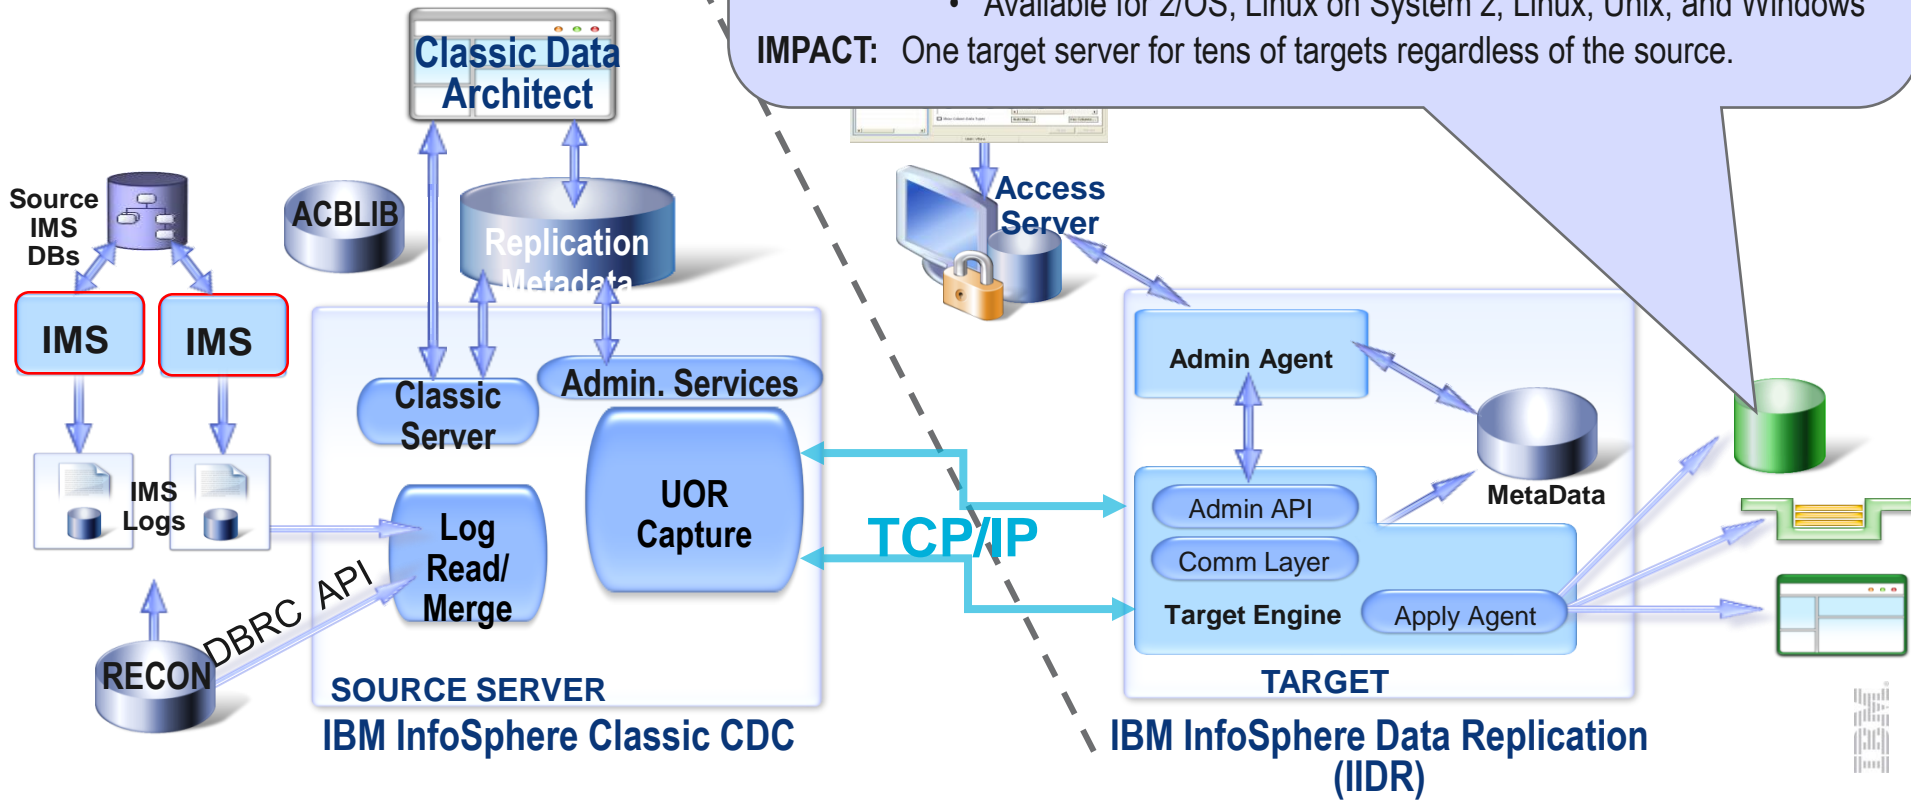 • Available for z/OS, Linux on System z, Linux, Unix, and Windows
IMPACT: One target server for tens of targets regardless of the source.
Classic Data
Architect
Source
IMS
DBs
ACBLIB
Replication
Metadata
Access
Server
IMS
IMS
Classic
Server
Admin. Services
Admin Agent
IMS
Logs
Log
Read/
Merge
UOR
Capture
TCP/IP
Admin API
Comm Layer
Target Engine
Apply Agent
MetaData
DBRC API
RECON
SOURCE SERVER
TARGET
IBM InfoSphere Classic CDC
IBM InfoSphere Data Replication
(IIDR)
IBM